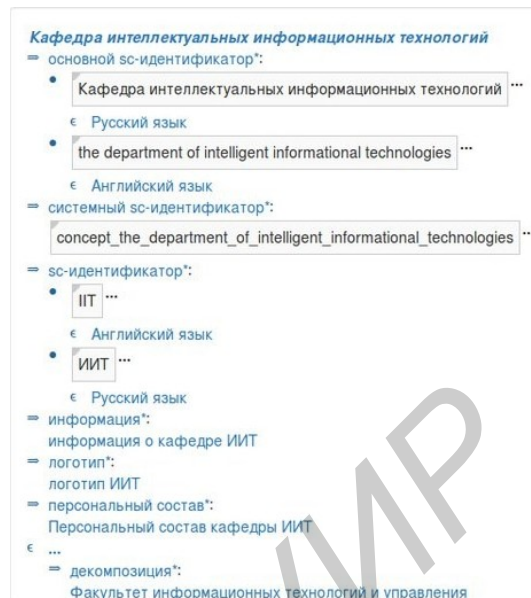 Кафедра интеллектуальных информационных технологий
⇒ основной sc-идентификатор*:
• Кафедра интеллектуальных информационных технологий ...
є Русский язык
• the department of intelligent informational technologies ...
є Английский язык
⇒ системный sc-идентификатор*:
concept_the_department_of_intelligent_informational_technologies ...
⇒ sc-идентификатор*:
• IIT ...
є Английский язык
• ИИТ ...
є Русский язык
⇒ информация*:
информация о кафедре ИИТ
⇒ логотип*:
логотип ИИТ
⇒ персональный состав*:
Персональный состав кафедры ИИТ
є ...
⇒ декомпозиция*:
Факультет информационных технологий и управления